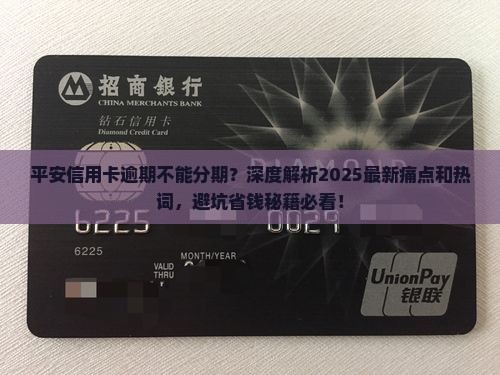 招商銀行
CHINA MERCHANTS BANK
钻石信用卡
Diamond Credit Card
DIAMOND
平安信用卡逾期不能分期？深度解析2025最新痛点和热
词，避坑省钱秘籍必看！
6225 0029
6225
MONTH/YEAR
VALID
THRU
UnionPay
银联